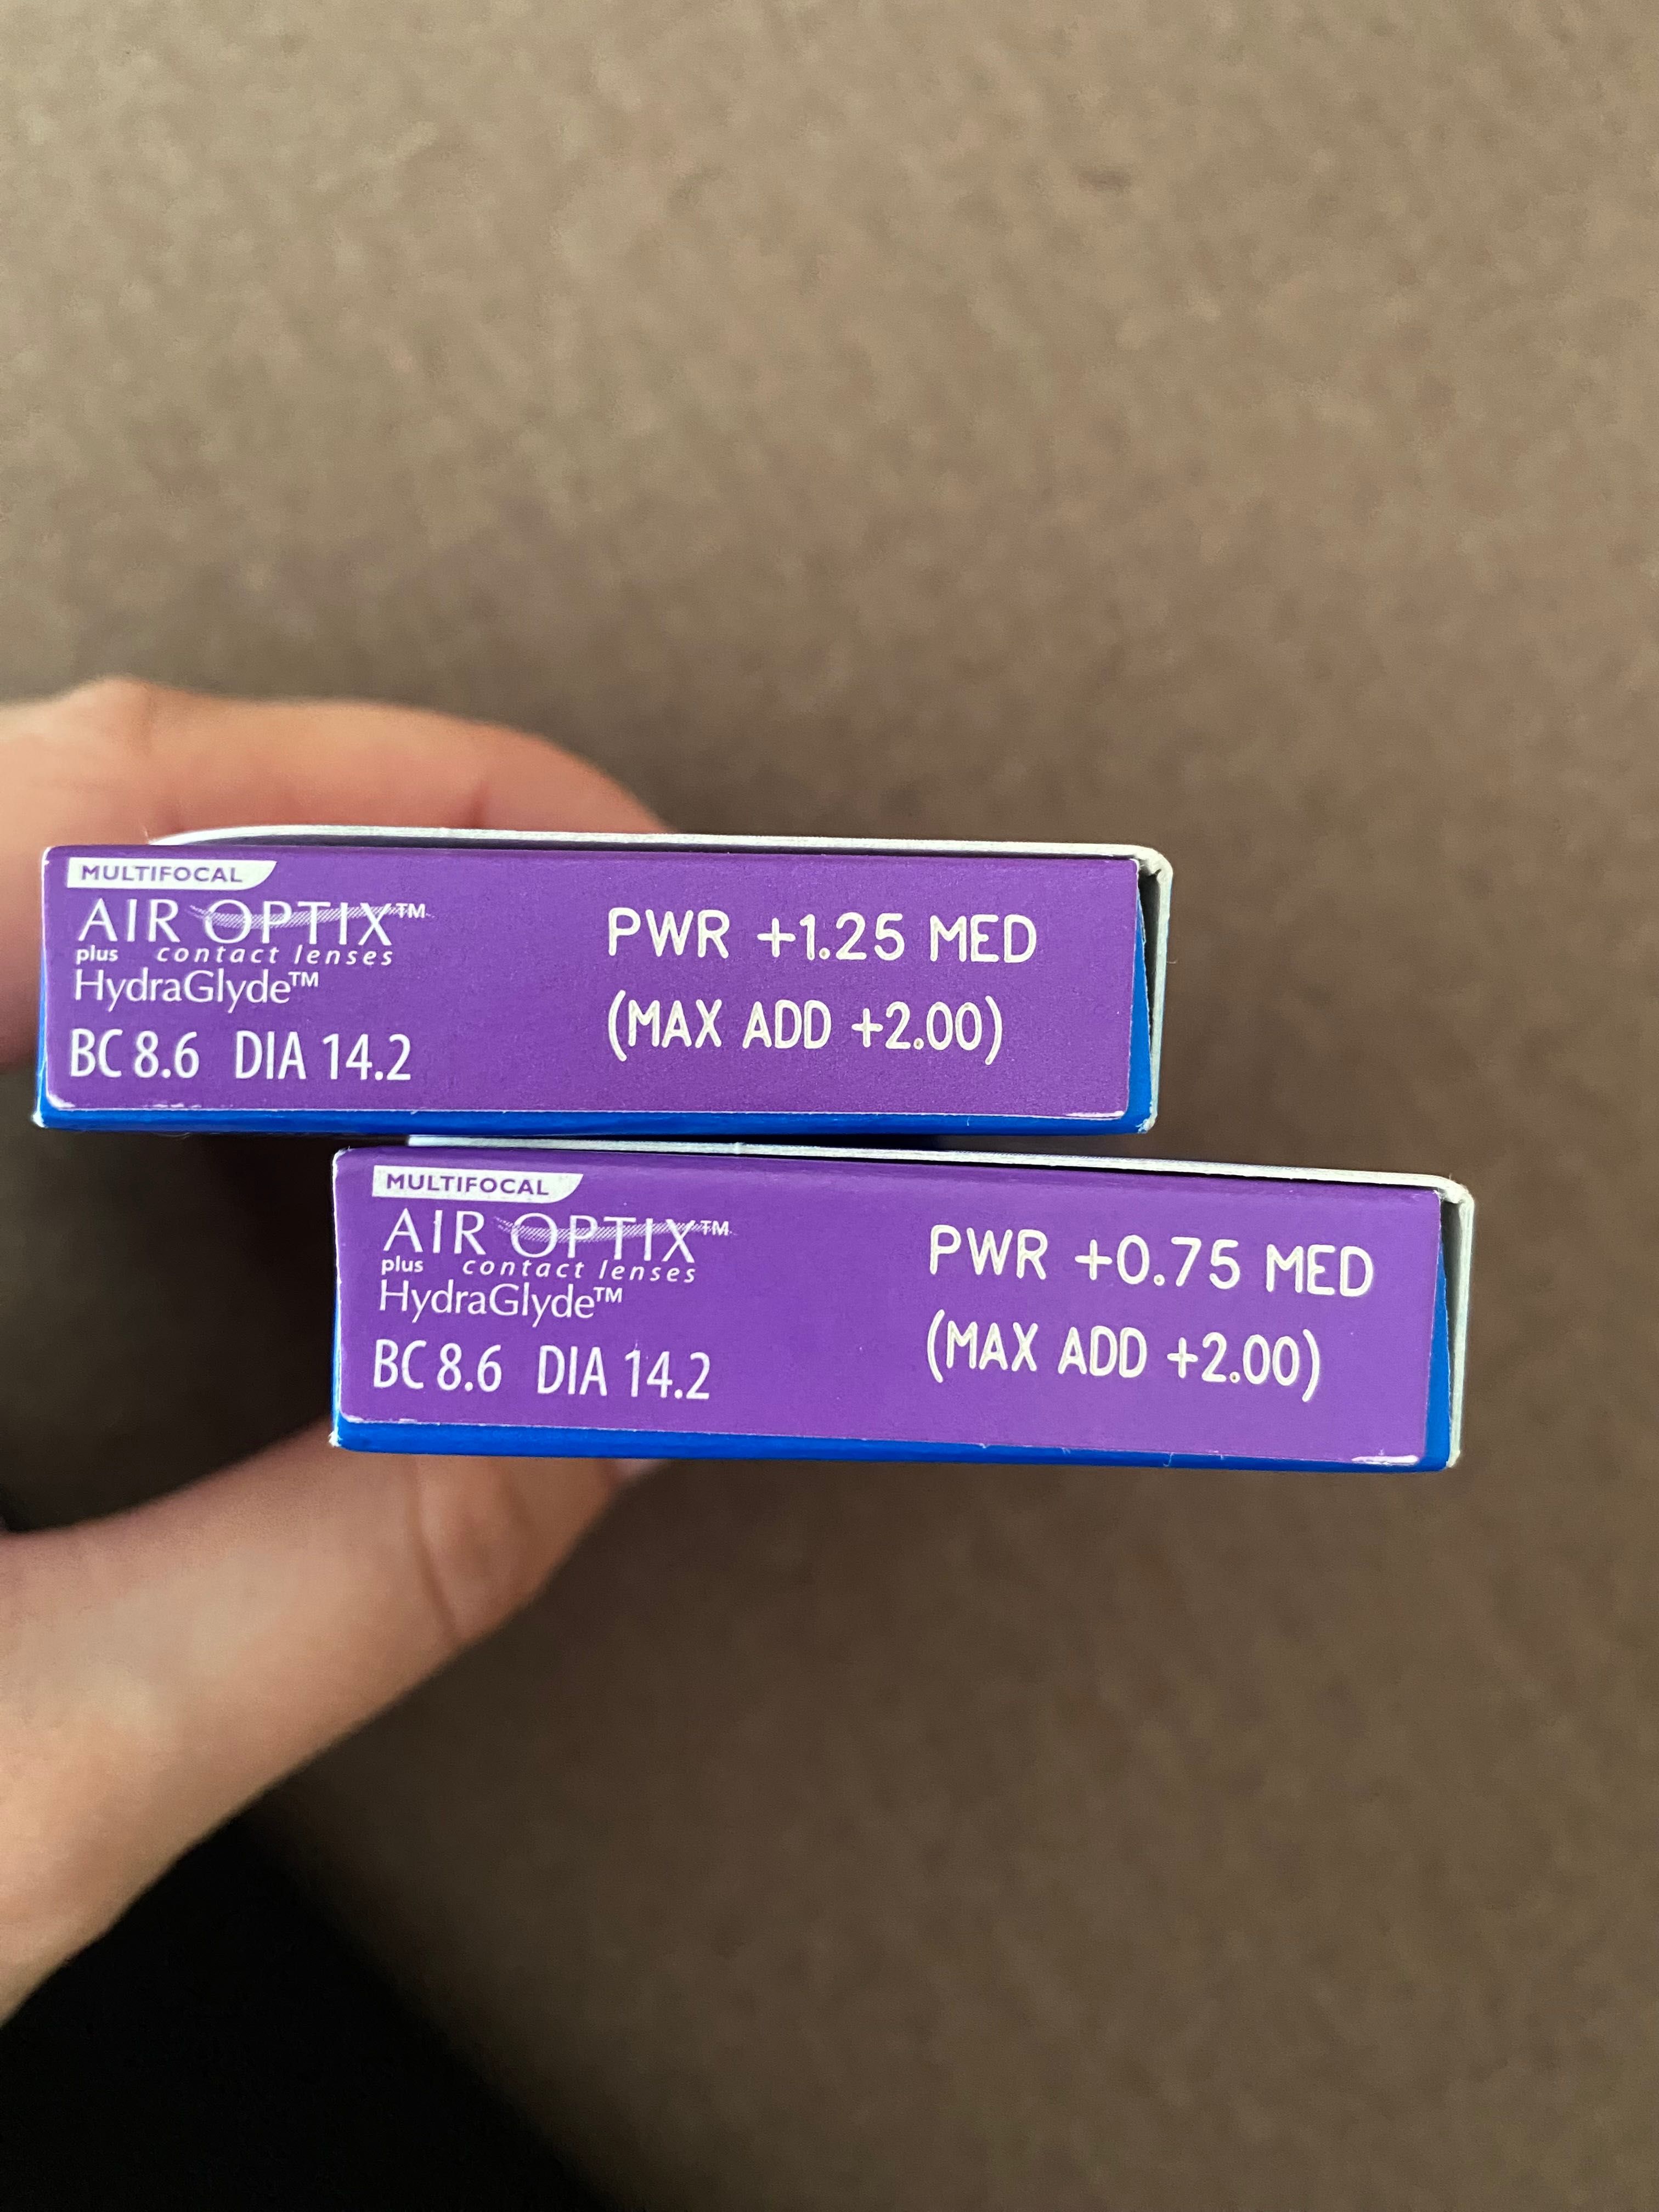 MULTIFOCAL
AIR OPTIX™
plus contact lenses
HydraGlyde™
BC 8.6 DIA 14.2
PWR +1.25 MED
(MAX ADD +2.00)
MULTIFOCAL
AIR OPTIX™
plus contact lenses
HydraGlyde™
BC 8.6 DIA 14.2
PWR +0.75 MED
(MAX ADD +2.00)